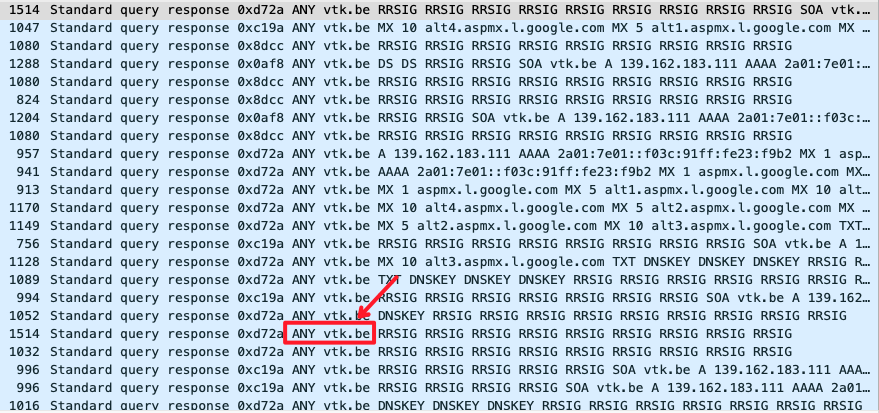 1514 Standard query response 0xd72a ANY vtk.be RRSIG RRSIG RRSIG RRSIG RRSIG RRSIG RRSIG RRSIG RRSIG SOA vtk.…
1047 Standard query response 0xc19a ANY vtk.be MX 10 alt4.aspmx.l.google.com MX 5 alt1.aspmx.l.google.com MX …
1080 Standard query response 0x8dcc ANY vtk.be RRSIG RRSIG RRSIG RRSIG RRSIG RRSIG RRSIG RRSIG
1288 Standard query response 0x0af8 ANY vtk.be DS DS RRSIG RRSIG SOA vtk.be A 139.162.183.111 AAAA 2a01:7e01:…
1080 Standard query response 0x8dcc ANY vtk.be RRSIG RRSIG RRSIG RRSIG RRSIG RRSIG RRSIG RRSIG
824 Standard query response 0x8dcc ANY vtk.be RRSIG RRSIG RRSIG RRSIG RRSIG RRSIG RRSIG RRSIG
1204 Standard query response 0x0af8 ANY vtk.be RRSIG RRSIG SOA vtk.be A 139.162.183.111 AAAA 2a01:7e01::f03c:…
1080 Standard query response 0x8dcc ANY vtk.be RRSIG RRSIG RRSIG RRSIG RRSIG RRSIG RRSIG RRSIG
957 Standard query response 0xd72a ANY vtk.be A 139.162.183.111 AAAA 2a01:7e01::f03c:91ff:fe23:f9b2 MX 1 asp…
941 Standard query response 0xd72a ANY vtk.be AAAA 2a01:7e01::f03c:91ff:fe23:f9b2 MX 1 aspmx.l.google.com MX…
913 Standard query response 0xd72a ANY vtk.be MX 1 aspmx.l.google.com MX 5 alt1.aspmx.l.google.com MX 10 alt…
1170 Standard query response 0xd72a ANY vtk.be MX 10 alt4.aspmx.l.google.com MX 5 alt2.aspmx.l.google.com MX …
1149 Standard query response 0xd72a ANY vtk.be MX 5 alt2.aspmx.l.google.com MX 10 alt3.aspmx.l.google.com TXT…
756 Standard query response 0xc19a ANY vtk.be RRSIG RRSIG RRSIG RRSIG RRSIG RRSIG RRSIG RRSIG SOA vtk.be A 1…
1128 Standard query response 0xd72a ANY vtk.be MX 10 alt3.aspmx.l.google.com TXT DNSKEY DNSKEY DNSKEY RRSIG R…
1089 Standard query response 0xd72a ANY vtk.be TXT DNSKEY DNSKEY DNSKEY RRSIG RRSIG RRSIG RRSIG RRSIG RRSIG R…
994 Standard query response 0xc19a ANY vtk.be RRSIG RRSIG RRSIG RRSIG RRSIG RRSIG RRSIG SOA vtk.be A 139.162…
1052 Standard query response 0xd72a ANY vtk.be DNSKEY RRSIG RRSIG RRSIG RRSIG RRSIG RRSIG RRSIG RRSIG
1514 Standard query response 0xd72a ANY vtk.be RRSIG RRSIG RRSIG RRSIG RRSIG RRSIG RRSIG RRSIG
1032 Standard query response 0xd72a ANY vtk.be RRSIG RRSIG RRSIG RRSIG RRSIG RRSIG RRSIG RRSIG
996 Standard query response 0xc19a ANY vtk.be RRSIG RRSIG RRSIG RRSIG RRSIG SOA vtk.be A 139.162.183.111 AAA…
996 Standard query response 0xc19a ANY vtk.be RRSIG RRSIG RRSIG RRSIG SOA vtk.be A 139.162.183.111 AAAA 2a01…
1016 Standard query response 0xd72a ANY vtk.be DNSKEY DNSKEY DNSKEY RRSIG RRSIG RRSIG RRSIG RRSIG RRSIG RRSIG